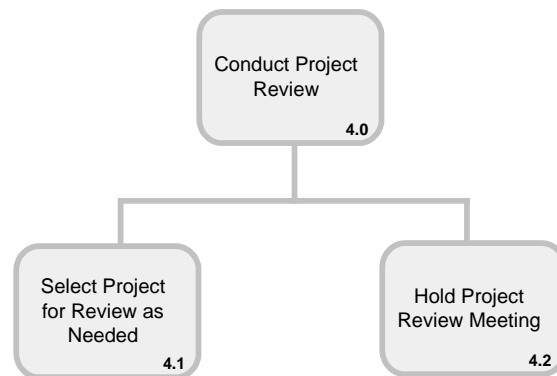 Conduct Project
Review
4.0
Select Project
for Review as
Needed
4.1
Hold Project
Review Meeting
4.2